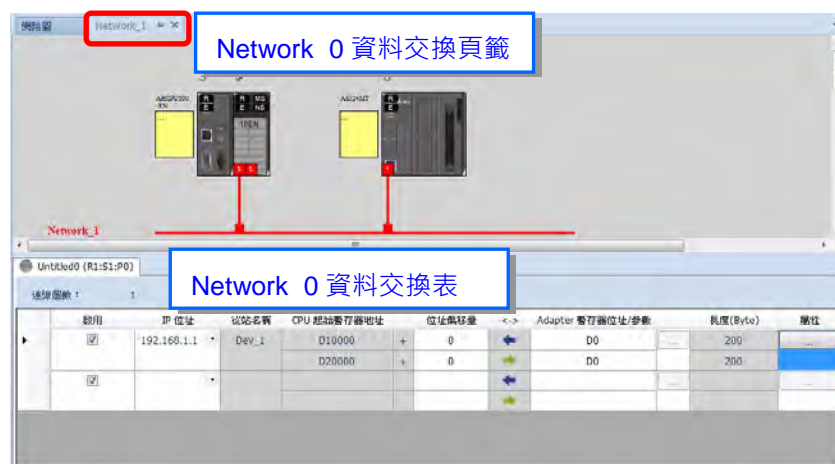 網路圖 Network_1
Network 0 資料交換頁籤
AHCPU500
-EN
R
E
R MS
E NS
10EN
R
E
Network_1
Untitled0 (R1:S1:P0)
Network 0 資料交換表
連線個數： 1
啟用 IP 位址 從站名稱 CPU 起始暫存器地址 位址偏移量 <-> Adapter 暫存器位址/參數 長度(Byte) 屬性
192.168.1.1 Dev_1 D10000 + 0 D0 ... 200 ...
D20000 + 0 D0 200